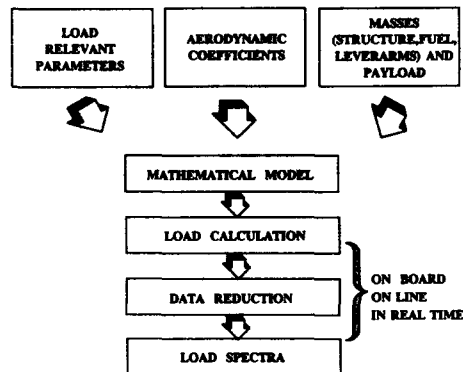 LOAD
RELEVANT
PARAMETERS
AERODYNAMIC
COEFFICIENTS
MASSES
(STRUCTURE,FUEL,
LEVERARMS) AND
PAYLOAD
MATHEMATICAL MODEL
LOAD CALCULATION
DATA REDUCTION
LOAD SPECTRA
ON BOARD
ON LINE
IN REAL TIME